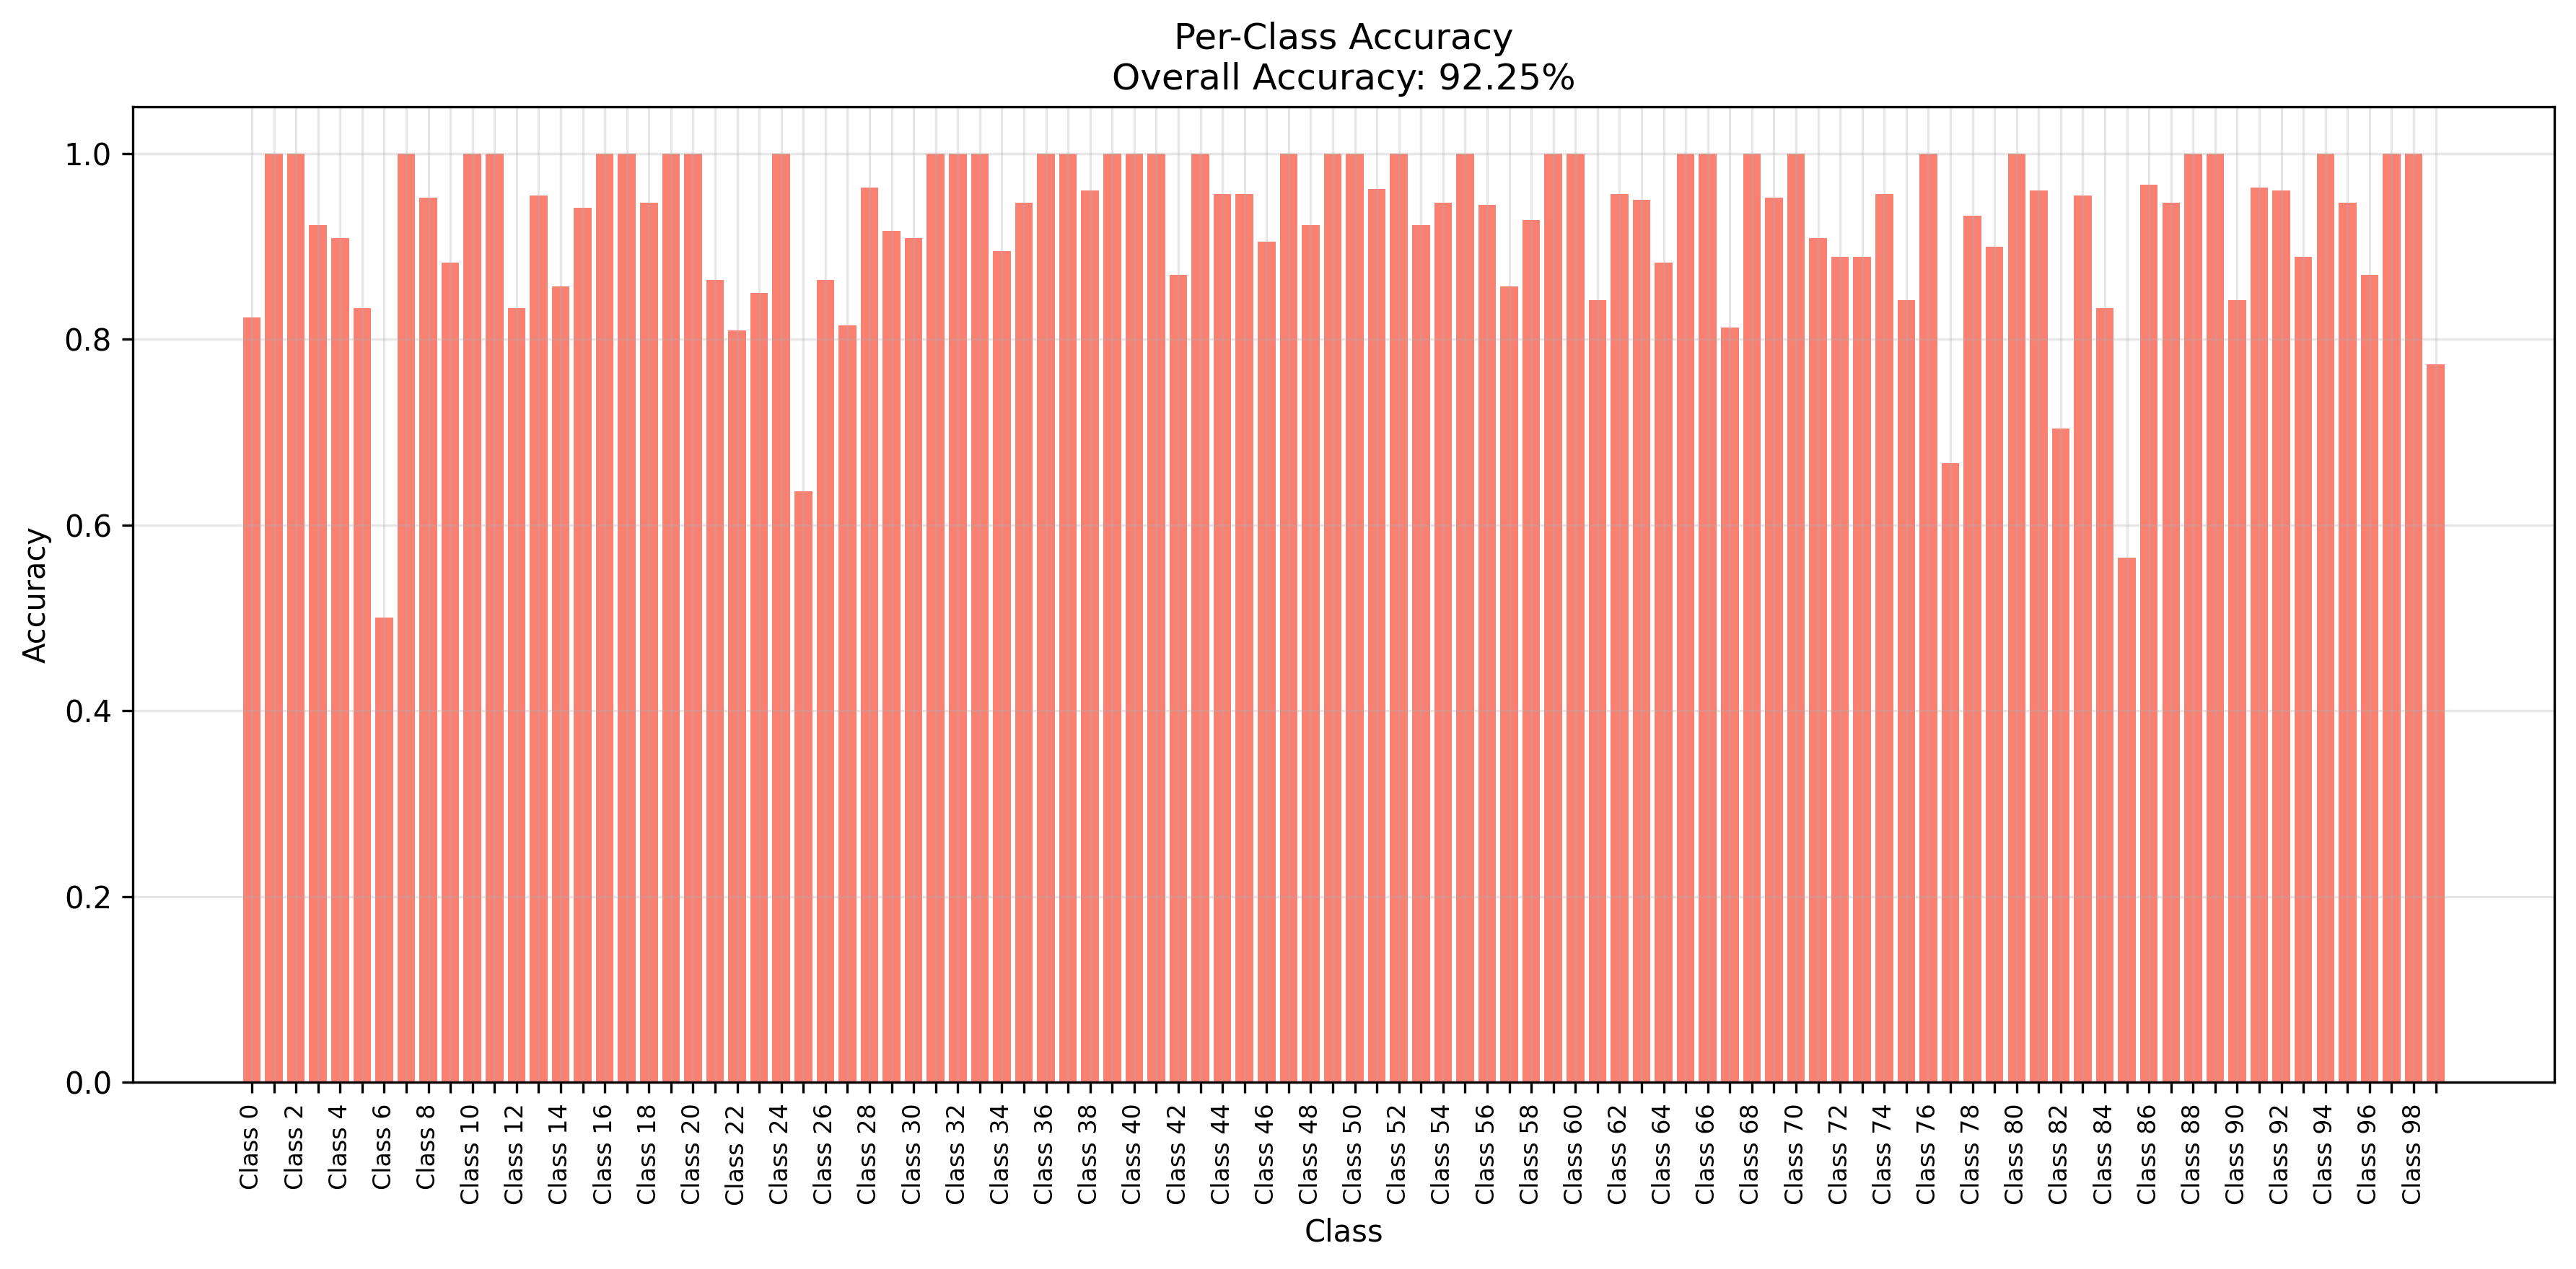 Per-Class Accuracy
Overall Accuracy: 92.25%
Accuracy
1.0
0.8
0.6
0.4
0.2
0.0
Class 0
Class 2
Class 4
Class 6
Class 8
Class 10
Class 12
Class 14
Class 16
Class 18
Class 20
Class 22
Class 24
Class 26
Class 28
Class 30
Class 32
Class 34
Class 36
Class 38
Class 40
Class 42
Class 44
Class 46
Class 48
Class 50
Class 52
Class 54
Class 56
Class 58
Class 60
Class 62
Class 64
Class 66
Class 68
Class 70
Class 72
Class 74
Class 76
Class 78
Class 80
Class 82
Class 84
Class 86
Class 88
Class 90
Class 92
Class 94
Class 96
Class 98
Class